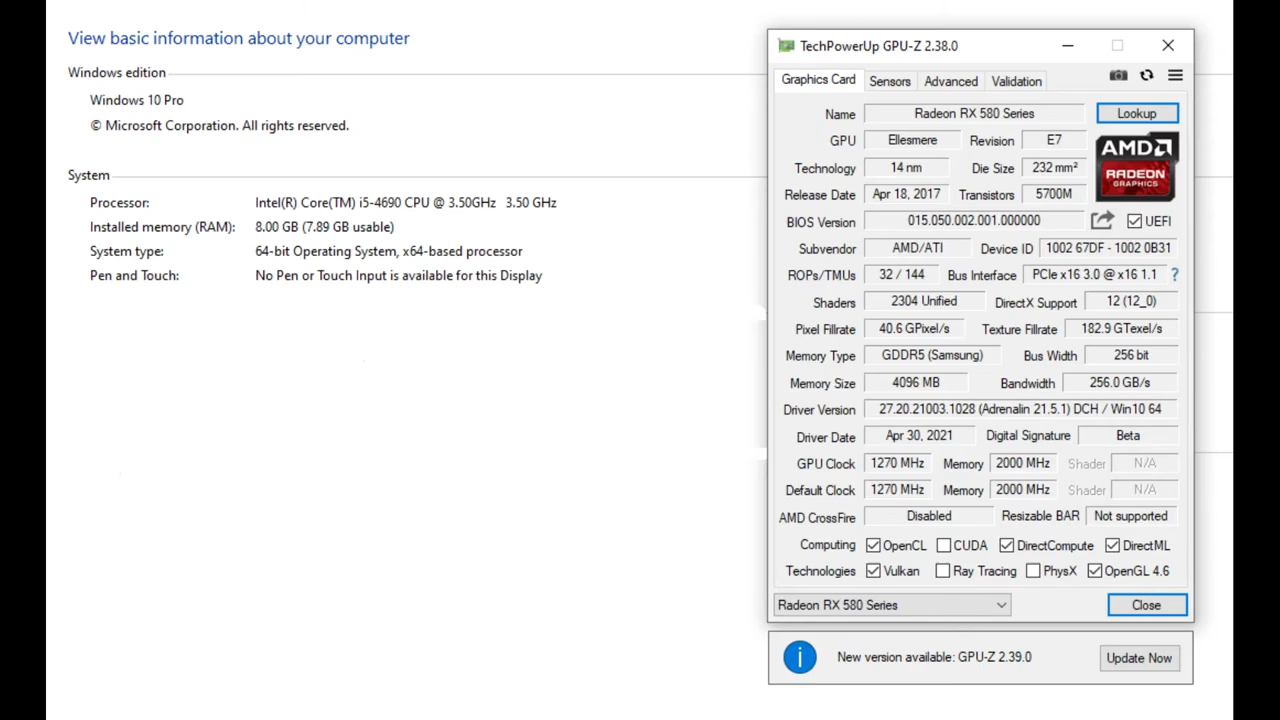 View basic information about your computer
Windows edition
Windows 10 Pro
© Microsoft Corporation. All rights reserved.
System
Processor: Intel(R) Core(TM) i5-4690 CPU @ 3.50GHz 3.50 GHz
Installed memory (RAM): 8.00 GB (7.89 GB usable)
System type: 64-bit Operating System, x64-based processor
Pen and Touch: No Pen or Touch Input is available for this Display
TechPowerUp GPU-Z 2.38.0
Graphics Card Sensors Advanced Validation
Name Radeon RX 580 Series Lookup
GPU Ellesmere Revision E7
AMD
RADEON
GRAPHICS
Technology 14 nm Die Size 232 mm²
Release Date Apr 18, 2017 Transistors 5700M
BIOS Version 015.050.002.001.000000 UEFI
Subvendor AMD/ATI Device ID 1002 67DF - 1002 0B31
ROPs/TMUs 32 / 144 Bus Interface PCIe x16 3.0 @ x16 1.1 ?
Shaders 2304 Unified DirectX Support 12 (12_0)
Pixel Fillrate 40.6 GPixel/s Texture Fillrate 182.9 GTexel/s
Memory Type GDDR5 (Samsung) Bus Width 256 bit
Memory Size 4096 MB Bandwidth 256.0 GB/s
Driver Version 27.20.21003.1028 (Adrenalin 21.5.1) DCH / Win10 64
Driver Date Apr 30, 2021 Digital Signature Beta
GPU Clock 1270 MHz Memory 2000 MHz Shader N/A
Default Clock 1270 MHz Memory 2000 MHz Shader N/A
AMD CrossFire Disabled Resizable BAR Not supported
Computing OpenCL CUDA DirectCompute DirectML
Technologies Vulkan Ray Tracing PhysX OpenGL 4.6
Radeon RX 580 Series Close
New version available: GPU-Z 2.39.0 Update Now